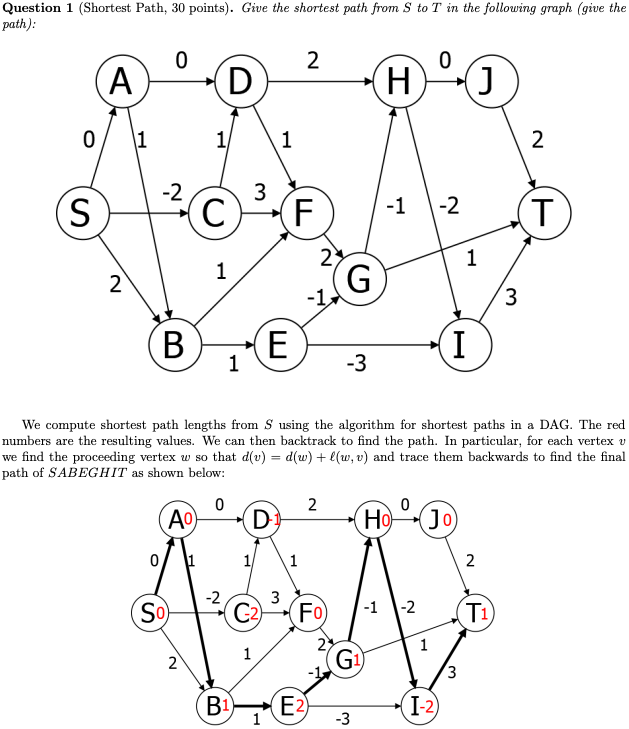 Question 1 (Shortest Path, 30 points). Give the shortest path from S to T in the following graph (give the
path):
0 2 0
A D H J
0 1 1 1 2
-2 3 -1 -2
S C F T
2 1 2 1
G
-1 3
B E I
1 -3
We compute shortest path lengths from S using the algorithm for shortest paths in a DAG. The red
numbers are the resulting values. We can then backtrack to find the path. In particular, for each vertex v
we find the proceeding vertex w so that d(v) = d(w) + ℓ(w, v) and trace them backwards to find the final
path of SABEGHIT as shown below:
0 2 0
A0 D-1 H0 J0
0 1 1 1 2
-2 3 -1 -2
S0 C-2 F0 T1
2 1 2 1
G1
-1 3
B1 E2 I-2
1 -3